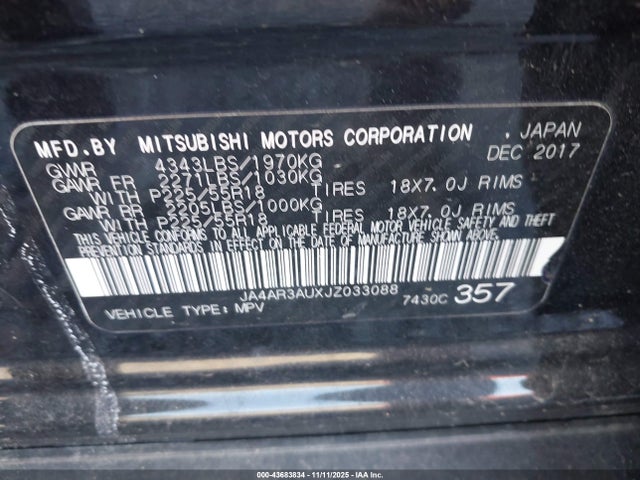 MFD.BY MITSUBISHI MOTORS CORPORATION , JAPAN
GVWR 4343LBS/1970KG DEC 2017
GAWR FR 2271LBS/1030KG
WITH P225/55R18 TIRES 18X7.0J RIMS
GAWR RR 2205LBS/1000KG
WITH P225/55R18 TIRES 18X7.0J RIMS
THIS VEHICLE CONFORMS TO ALL APPLICABLE FEDERAL MOTOR VEHICLE SAFETY AND THEFT
PREVENTION STANDARDS IN EFFECT ON THE DATE OF MANUFACTURE SHOWN ABOVE.
JA4AR3AUXJZ033088 7430C 357
VEHICLE TYPE: MPV
000-43683834 - 11/11/2025 - IAA Inc.